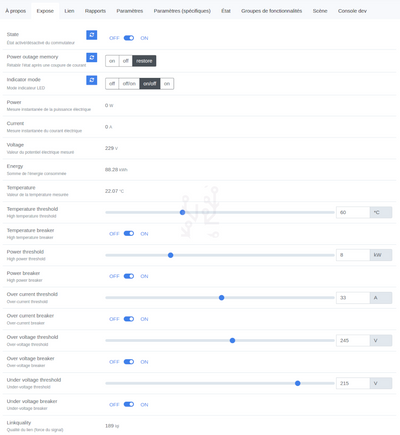 À propos Expose Lien Rapports Paramètres Paramètres (spécifiques) État Groupes de fonctionnalités Scène Console dev
State
État activé/désactivé du commutateur
OFF ON
Power outage memory
Rétablir l'état après une coupure de courant
on off restore
Indicator mode
Mode indicateur LED
off off/on on/off on
Power
Mesure instantanée de la puissance électrique
0 W
Current
Mesure instantanée du courant électrique
0 A
Voltage
Valeur du potentiel électrique mesuré
229 V
Energy
Somme de l'énergie consommée
88.28 kWh
Temperature
Valeur de la température mesurée
22.07 °C
Temperature threshold
High temperature threshold
60 °C
Temperature breaker
High temperature breaker
OFF ON
Power threshold
High power threshold
8 kW
Power breaker
High power breaker
OFF ON
Over current threshold
Over-current threshold
33 A
Over current breaker
Over-current breaker
OFF ON
Over voltage threshold
Over-voltage threshold
245 V
Over voltage breaker
Over-voltage breaker
OFF ON
Under voltage threshold
Under-voltage threshold
215 V
Under voltage breaker
Under-voltage breaker
OFF ON
Linkquality
Qualité du lien (force du signal)